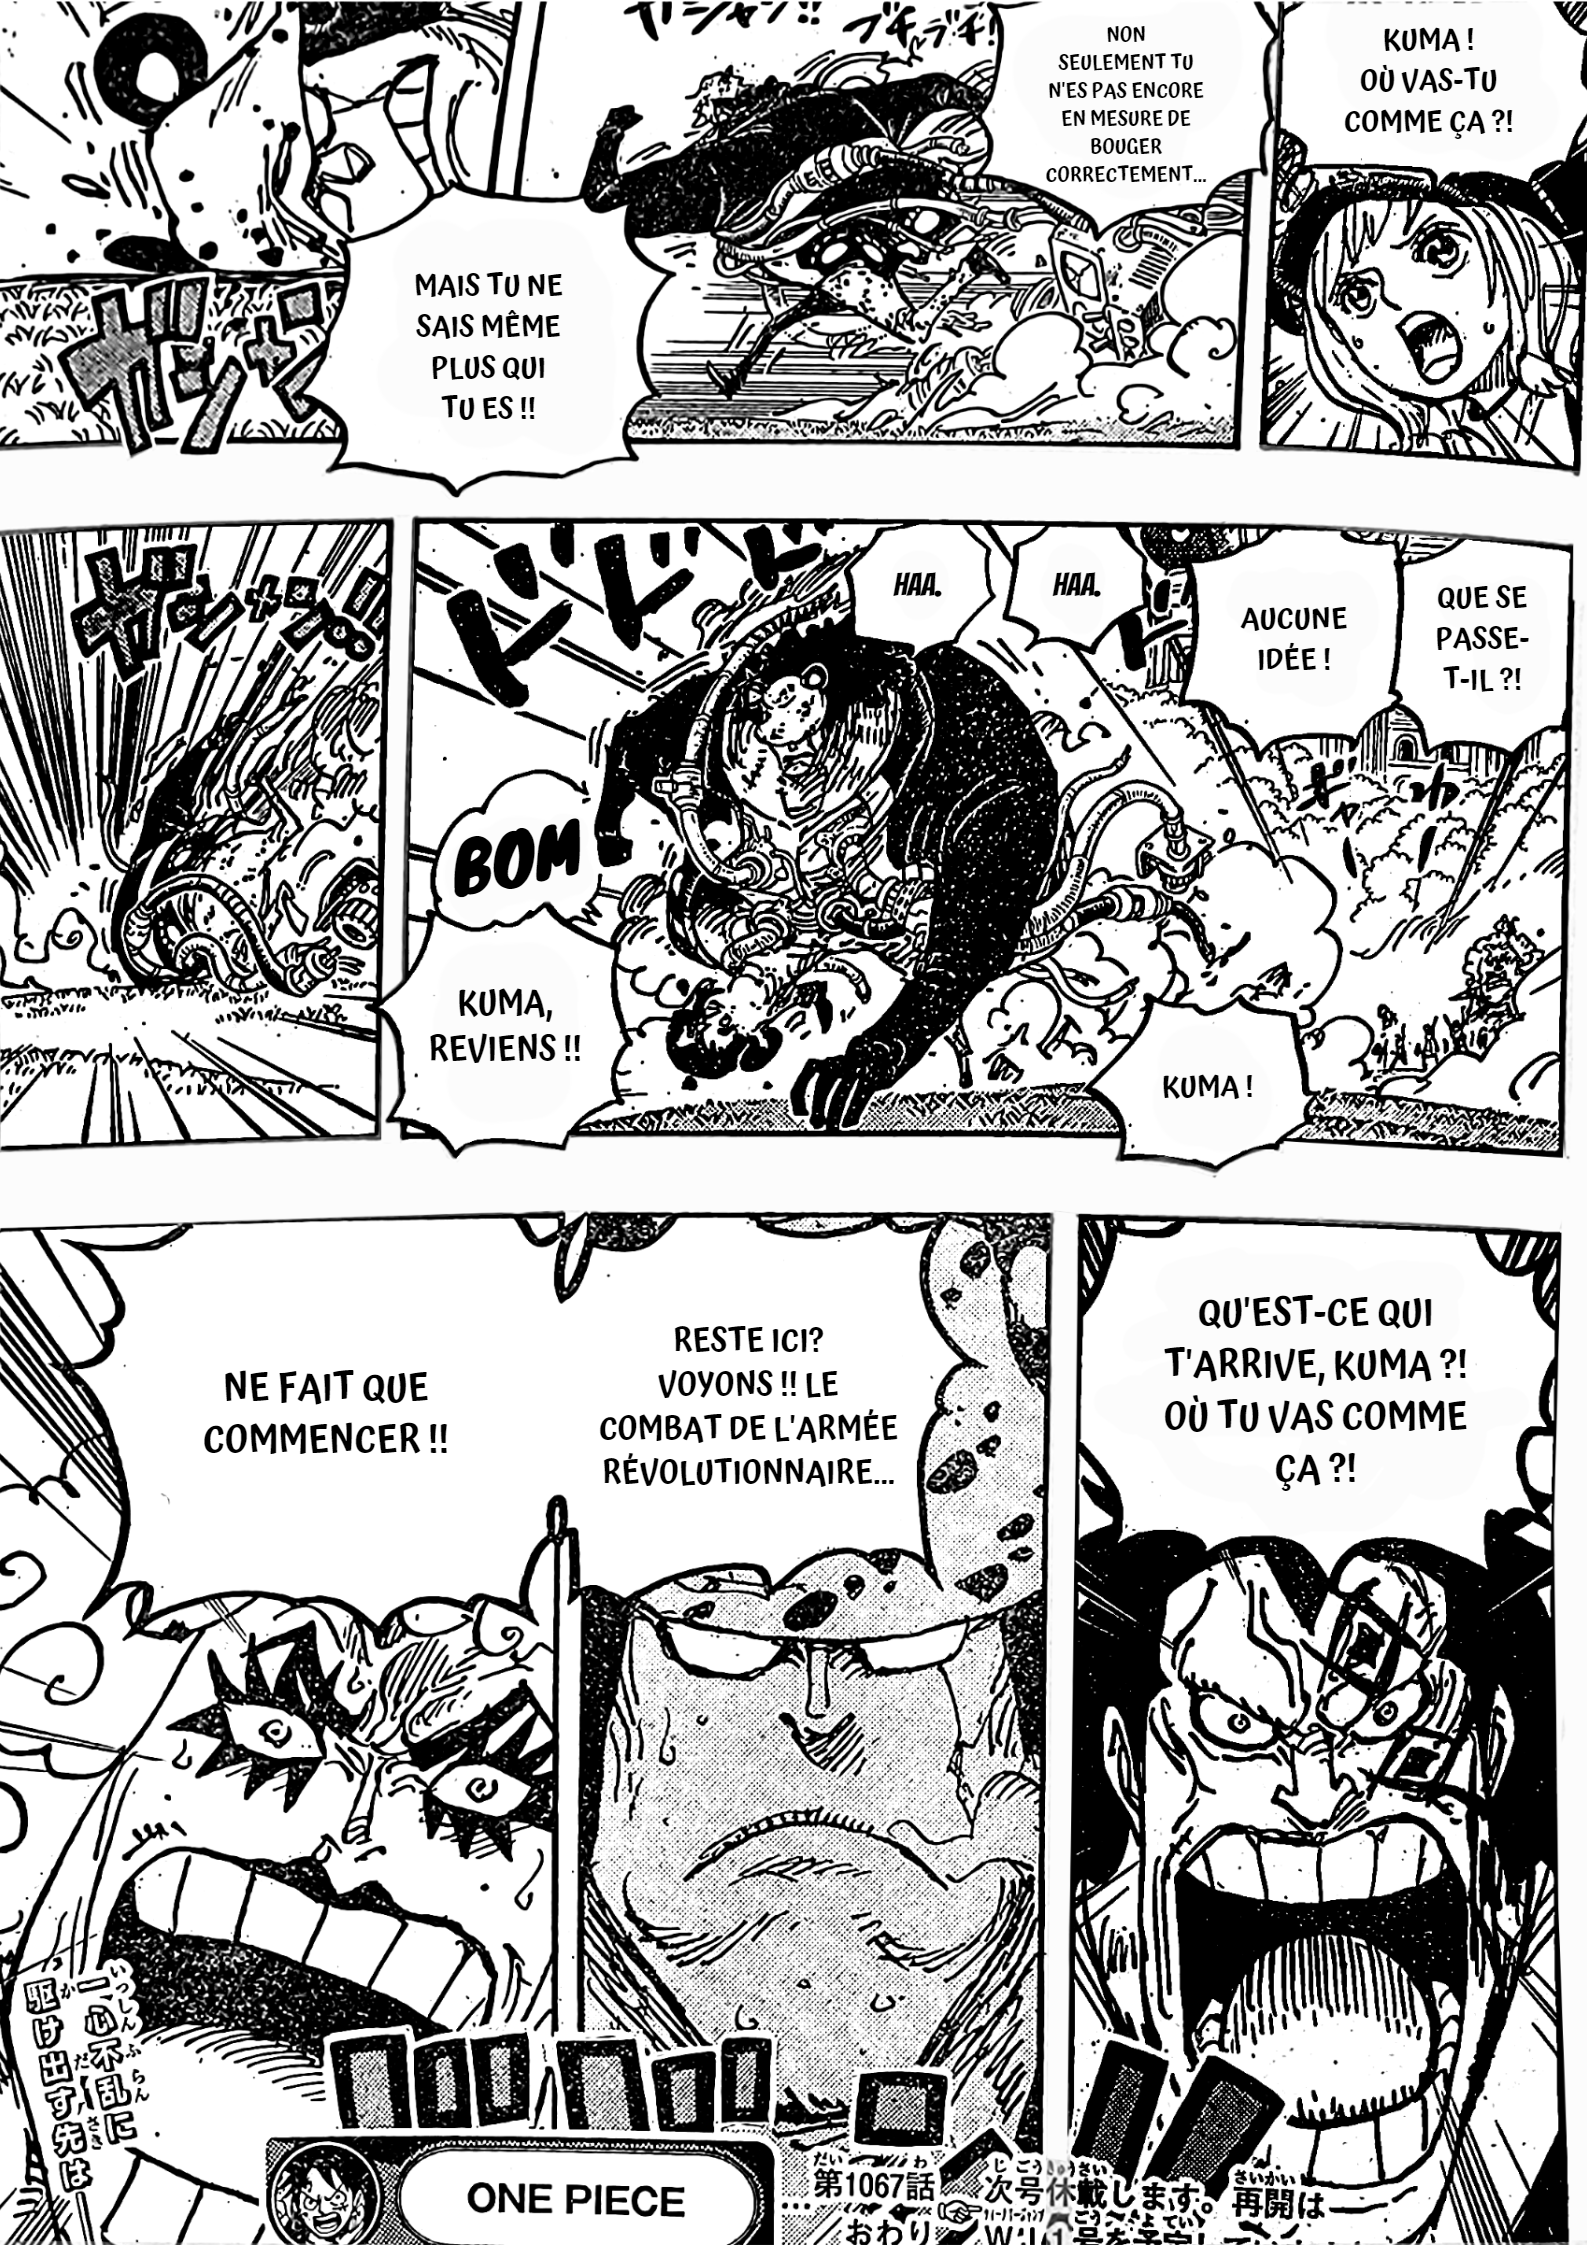 KUMA !
OÙ VAS-TU
COMME ÇA ?!
NON
SEULEMENT TU
N'ES PAS ENCORE
EN MESURE DE
BOUGER
CORRECTEMENT...
MAIS TU NE
SAIS MÊME
PLUS QUI
TU ES !!
QUE SE
PASSE-
T-IL ?!
AUCUNE
IDÉE !
HAA.
HAA.
KUMA !
BOM
KUMA,
REVIENS !!
QU'EST-CE QUI
T'ARRIVE, KUMA ?!
OÙ TU VAS COMME
ÇA ?!
RESTE ICI?
VOYONS !! LE
COMBAT DE L'ARMÉE
RÉVOLUTIONNAIRE...
NE FAIT QUE
COMMENCER !!
一心不乱に
駆け出す先は
ONE PIECE
第1067話
おわり
次号休載します。再開は